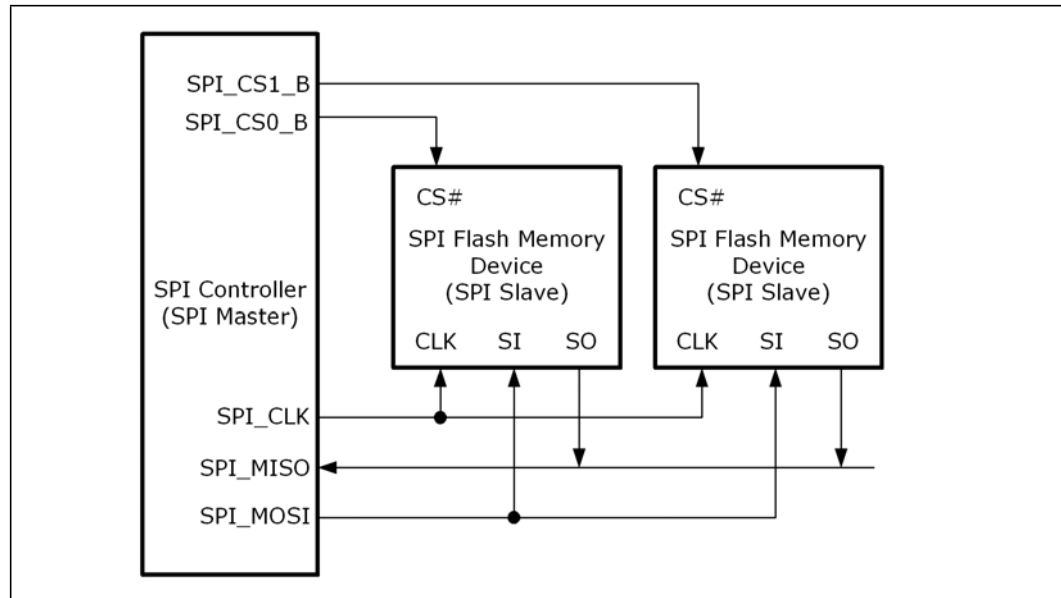 SPI_CS1_B
SPI_CS0_B
SPI Controller
(SPI Master)
SPI_CLK
SPI_MISO
SPI_MOSI
CS#
SPI Flash Memory
Device
(SPI Slave)
CLK SI SO
CS#
SPI Flash Memory
Device
(SPI Slave)
CLK SI SO